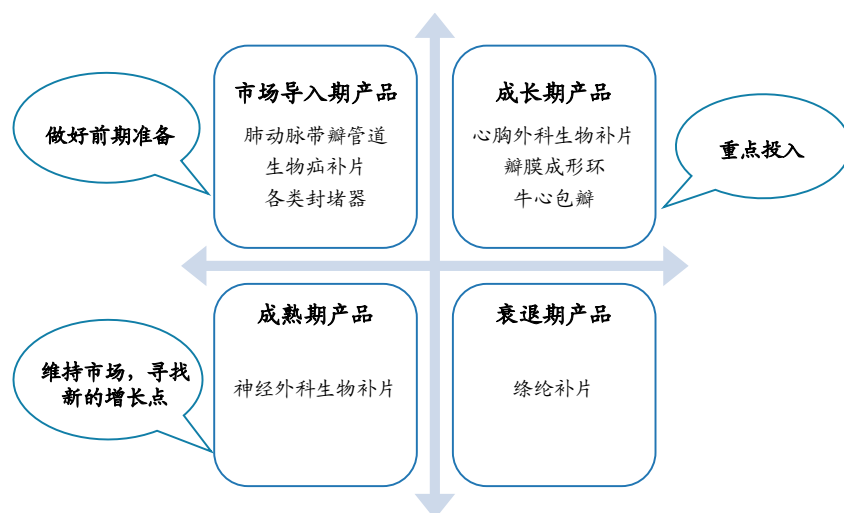 做好前期准备
市场导入期产品
肺动脉带瓣管道
生物疝补片
各类封堵器
成长期产品
心胸外科生物补片
瓣膜成形环
牛心包瓣
重点投入
维持市场，寻找
新的增长点
成熟期产品
神经外科生物补片
衰退期产品
绦纶补片